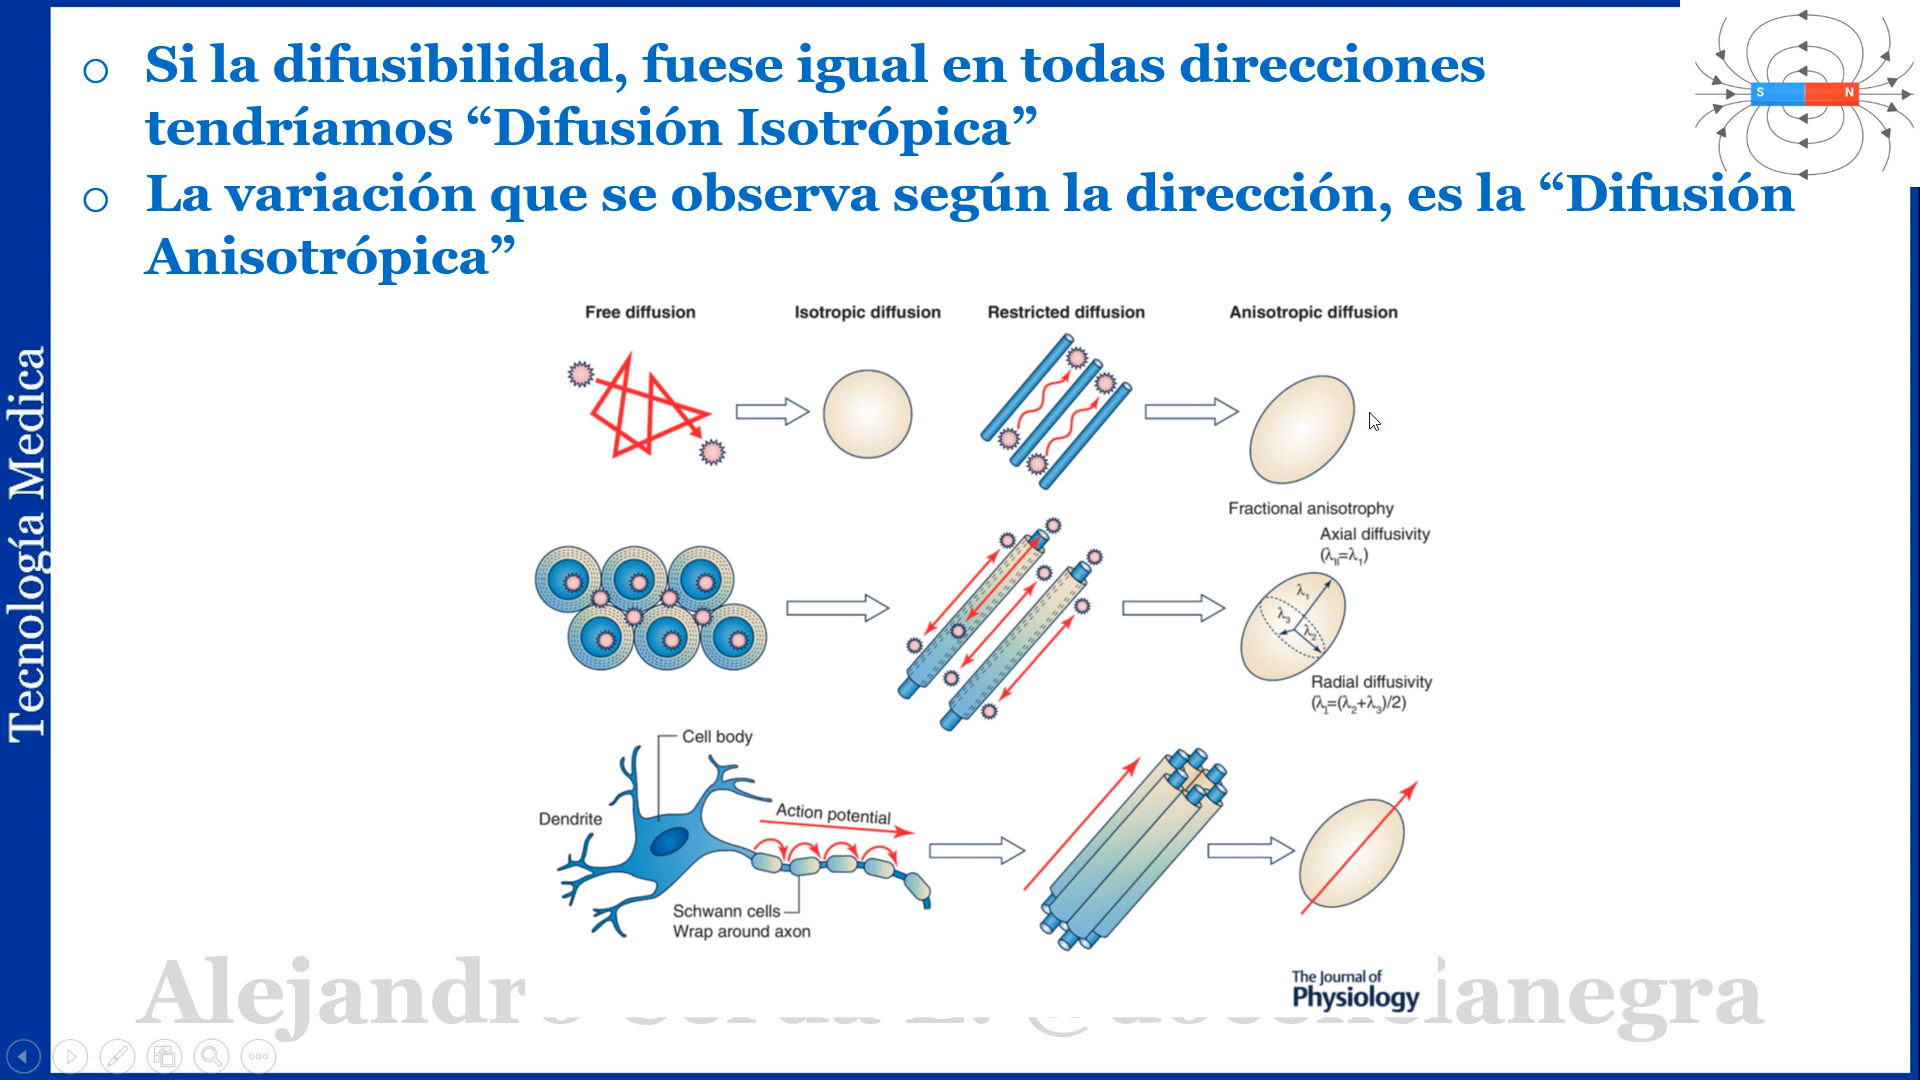 Si la difusibilidad, fuese igual en todas direcciones
tendríamos “Difusión Isotrópica”
La variación que se observa según la dirección, es la “Difusión
Anisotrópica”
S N
Tecnología Medica
Free diffusion
Isotropic diffusion
Restricted diffusion
Anisotropic diffusion
Fractional anisotrophy
Axial diffusivity
(λ||=λ1)
λ1
λ3
λ2
Radial diffusivity
(λ⊥=(λ2+λ3)/2)
Cell body
Dendrite
Action potential
Schwann cells
Wrap around axon
The Journal of
Physiology